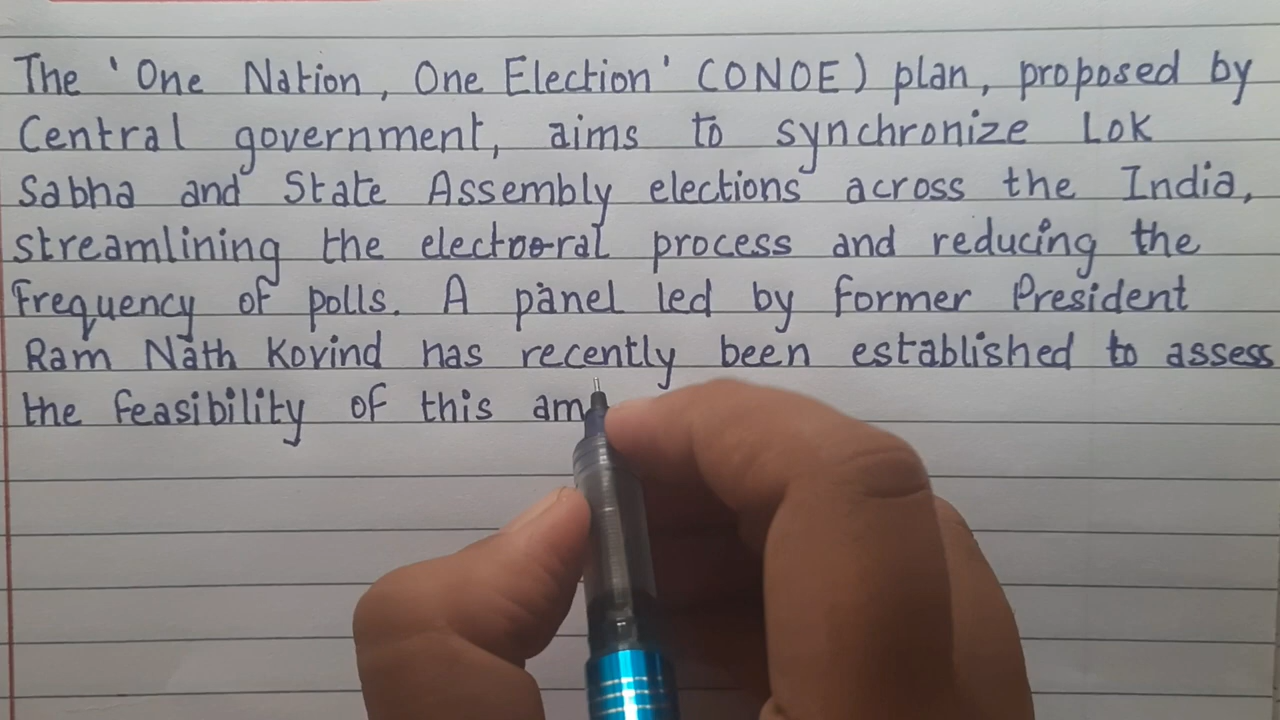 The 'One Nation, One Election' (ONOE) plan, proposed by
Central government, aims to synchronize Lok
Sabha and State Assembly elections across the India,
streamlining the electoral process and reducing the
frequency of polls. A panel led by former President
Ram Nath Kovind has recently been established to assess
the feasibility of this am